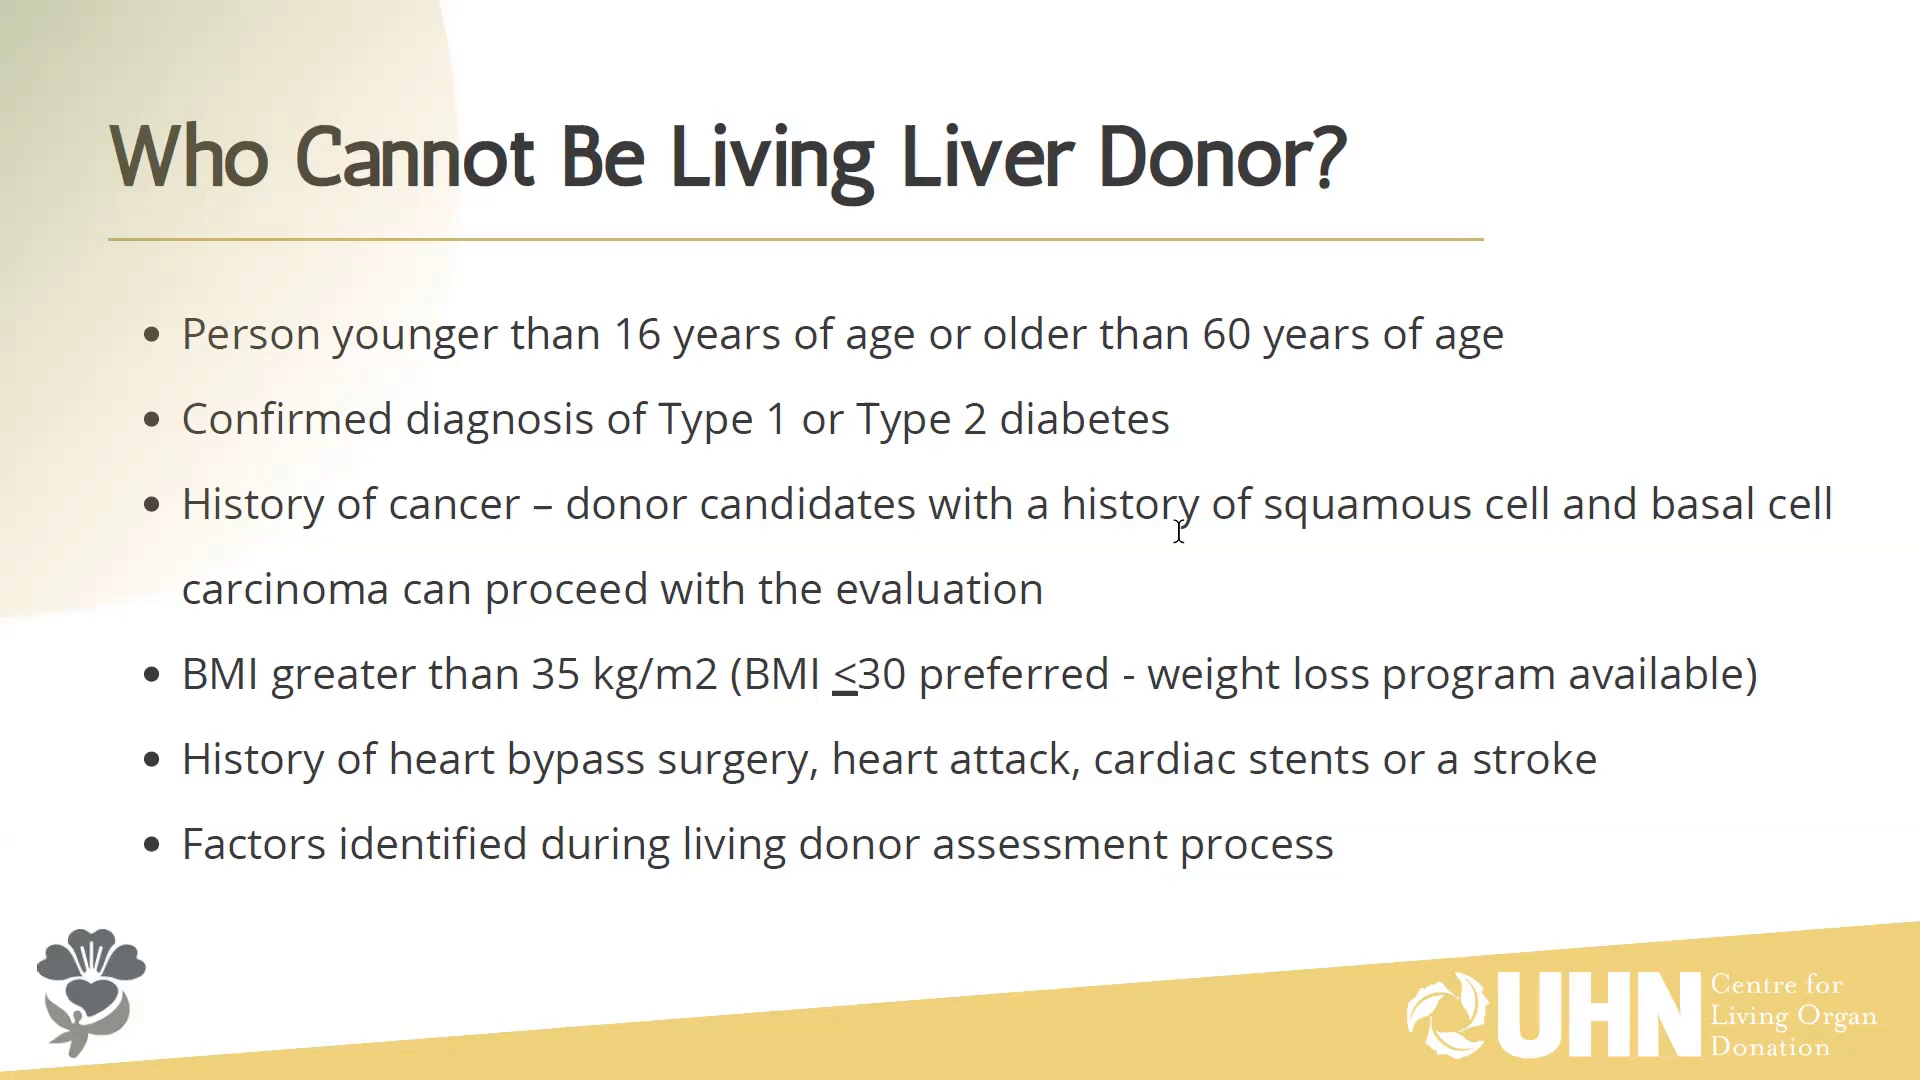 Who Cannot Be Living Liver Donor?
• Person younger than 16 years of age or older than 60 years of age
• Confirmed diagnosis of Type 1 or Type 2 diabetes
• History of cancer – donor candidates with a history of squamous cell and basal cell
carcinoma can proceed with the evaluation
• BMI greater than 35 kg/m2 (BMI <30 preferred - weight loss program available)
• History of heart bypass surgery, heart attack, cardiac stents or a stroke
• Factors identified during living donor assessment process
UHN
Centre for
Living Organ
Donation